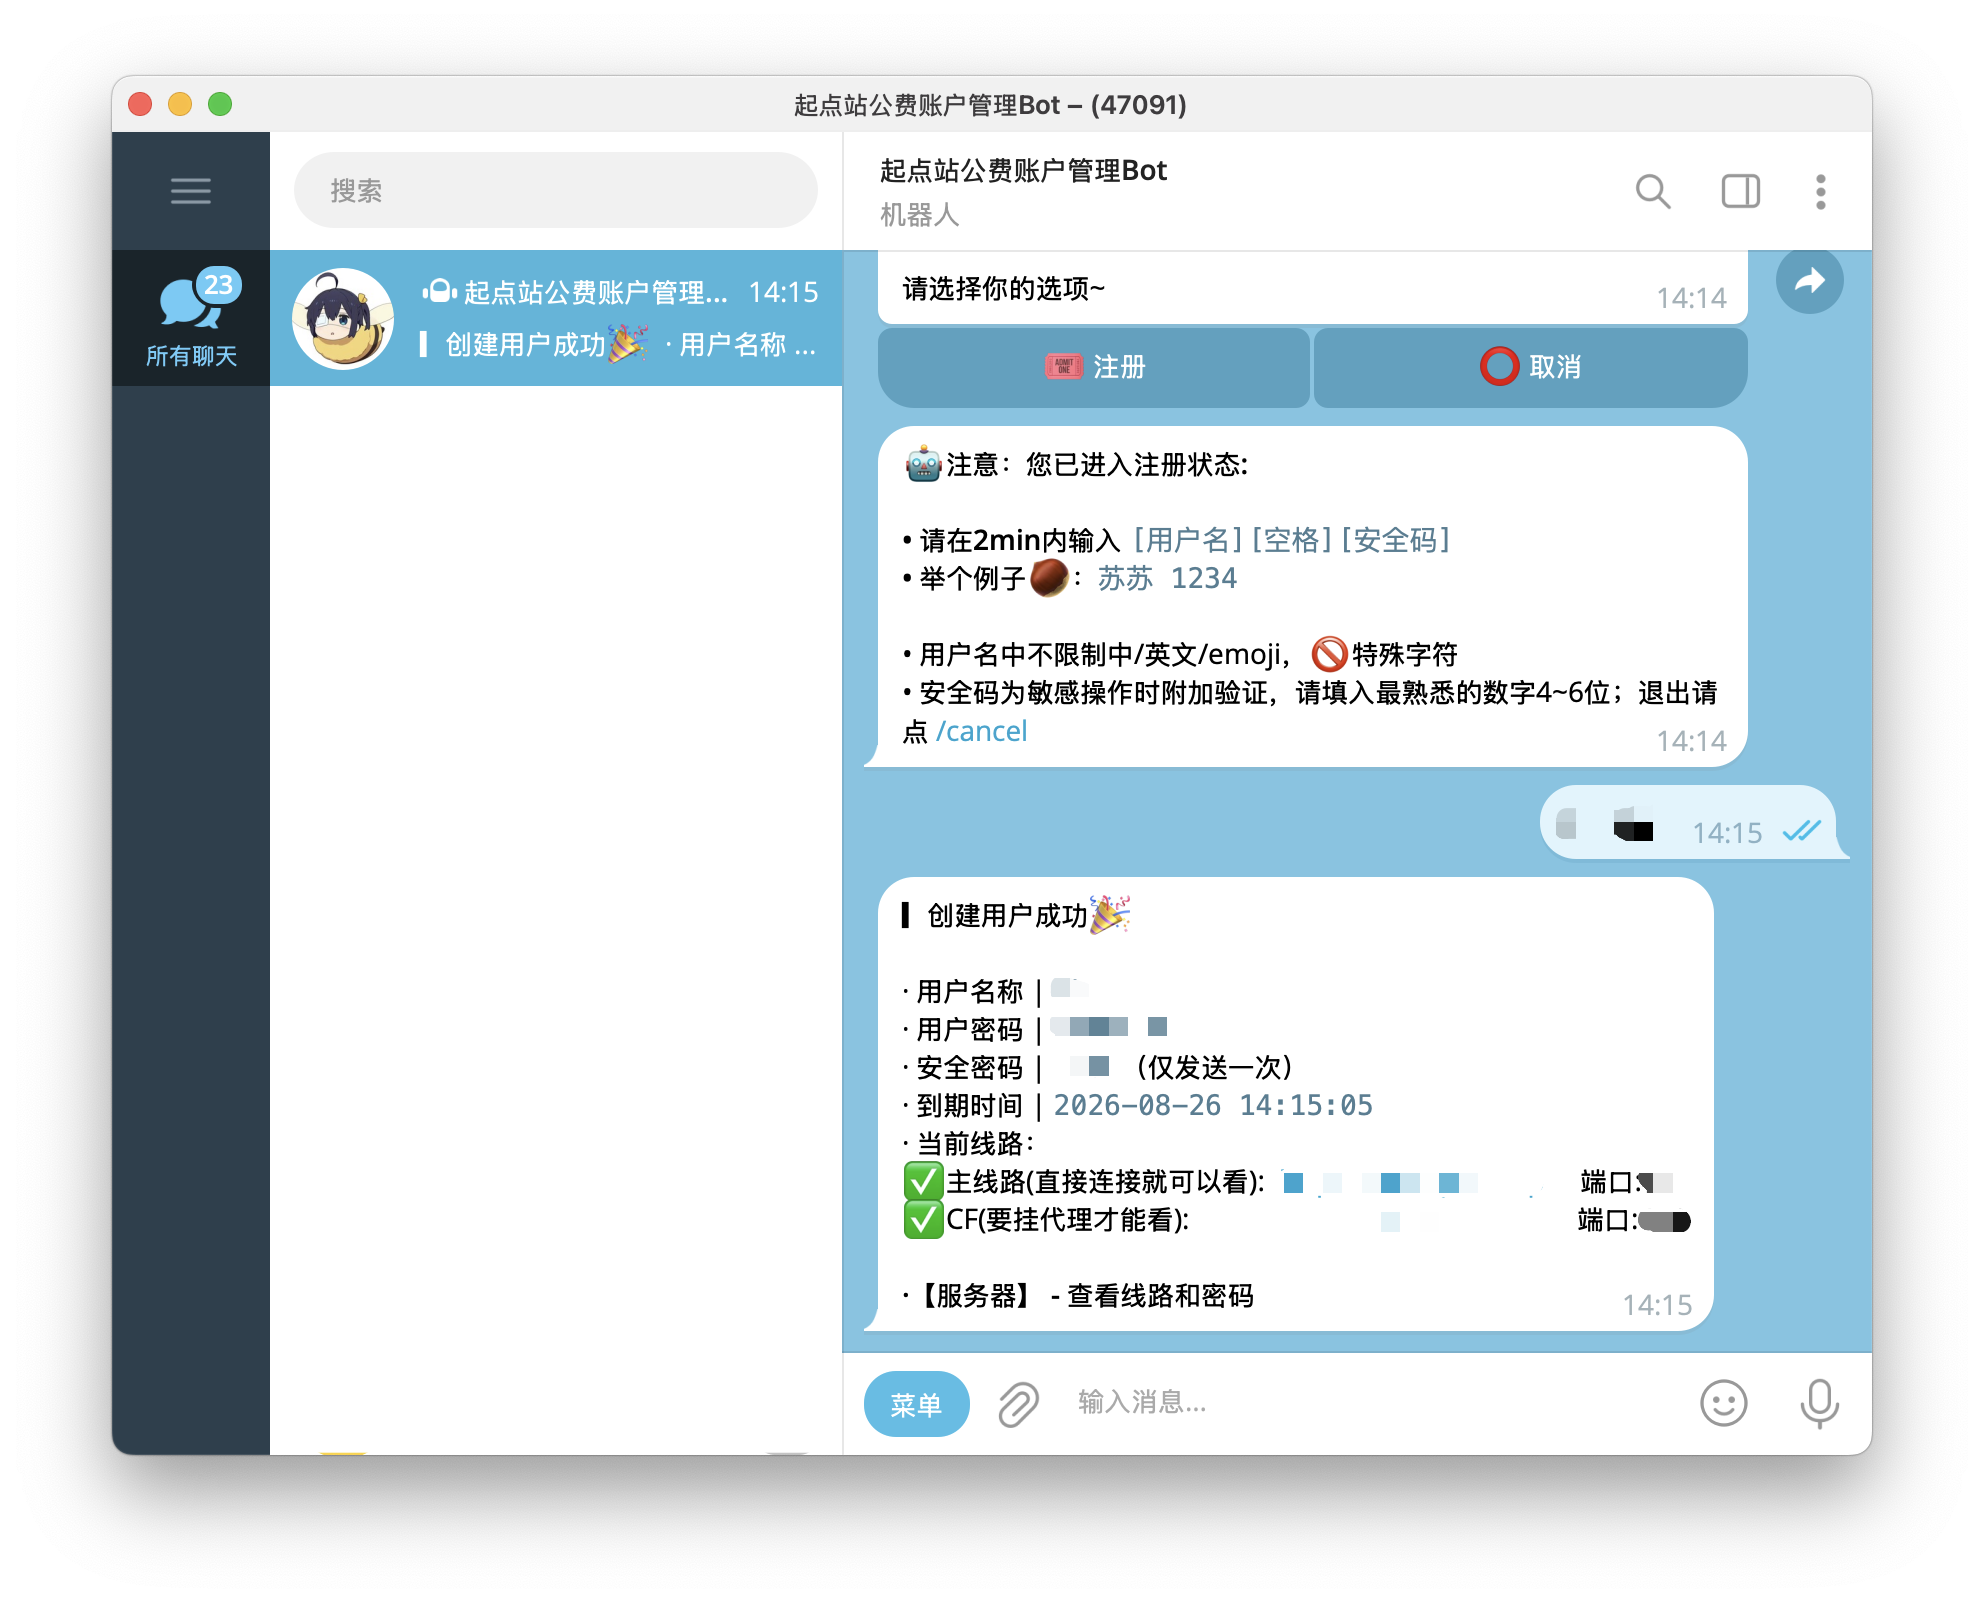 起点站公费账户管理Bot – (47091)
搜索
23
所有聊天
起点站公费账户管理... 14:15
创建用户成功🎉 · 用户名称 ...
起点站公费账户管理Bot
机器人
请选择你的选项~
14:14
注册
取消
🤖注意：您已进入注册状态:
• 请在2min内输入 [用户名] [空格] [安全码]
• 举个例子🌰：苏苏 1234
• 用户名中不限制中/英文/emoji，🚫特殊字符
• 安全码为敏感操作时附加验证，请填入最熟悉的数字4~6位；退出请
点 /cancel
14:14
14:15
▎创建用户成功🎉
· 用户名称 |
· 用户密码 |
· 安全密码 | （仅发送一次）
· 到期时间 | 2026-08-26 14:15:05
· 当前线路：
✅主线路(直接连接就可以看): 端口:
✅CF(要挂代理才能看): 端口:
·【服务器】 - 查看线路和密码
14:15
菜单
输入消息...